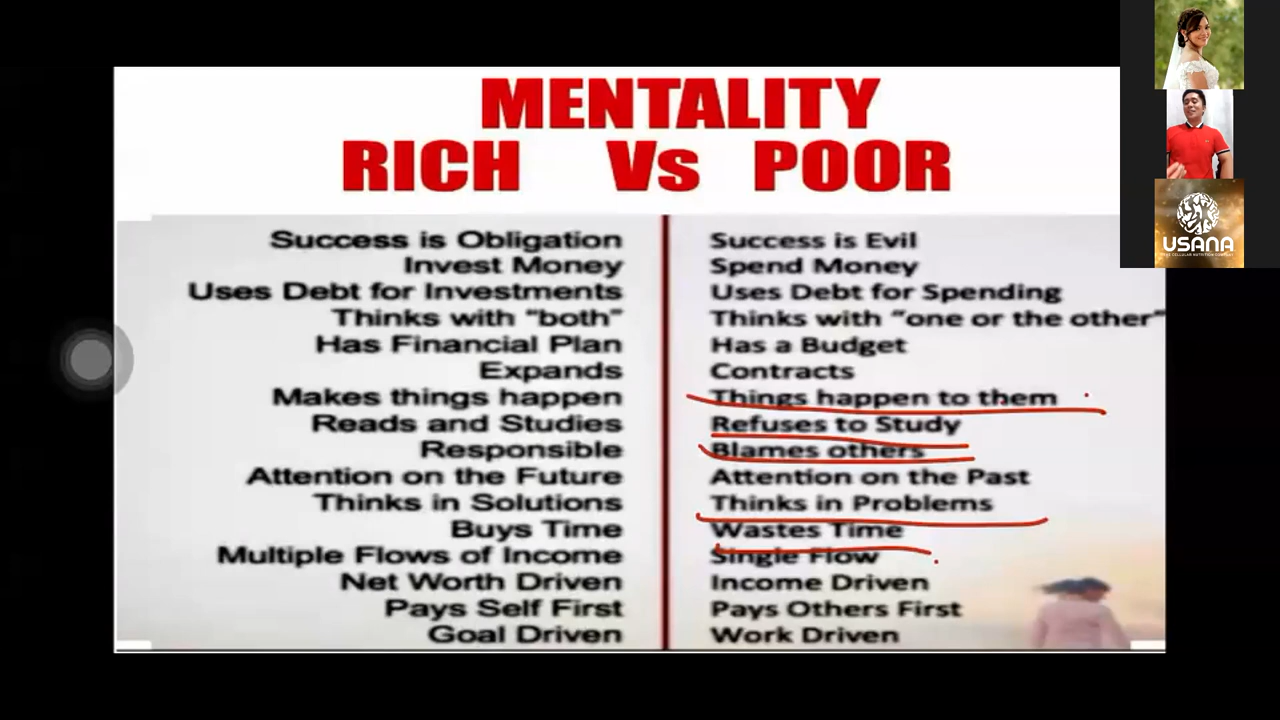 MENTALITY
RICH Vs POOR
Success is Obligation
Invest Money
Uses Debt for Investments
Thinks with “both”
Has Financial Plan
Expands
Makes things happen
Reads and Studies
Responsible
Attention on the Future
Thinks in Solutions
Buys Time
Multiple Flows of Income
Net Worth Driven
Pays Self First
Goal Driven
Success is Evil
Spend Money
Uses Debt for Spending
Thinks with “one or the other”
Has a Budget
Contracts
Things happen to them
Refuses to Study
Blames others
Attention on the Past
Thinks in Problems
Wastes Time
Single Flow
Income Driven
Pays Others First
Work Driven
USANA
THE CELLULAR NUTRITION COMPANY